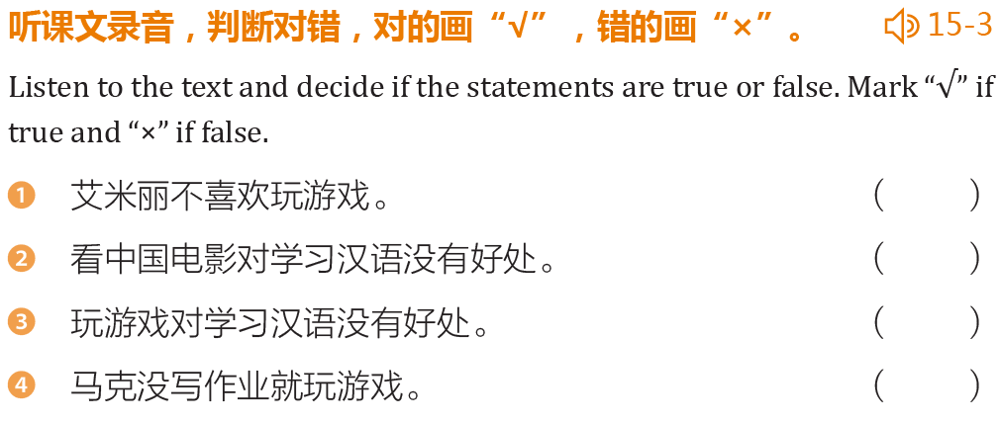 听课文录音，判断对错，对的画“√”，错的画“×”。 15-3
Listen to the text and decide if the statements are true or false. Mark “√” if
true and “×” if false.
1 艾米丽不喜欢玩游戏。 ( )
2 看中国电影对学习汉语没有好处。 ( )
3 玩游戏对学习汉语没有好处。 ( )
4 马克没写作业就玩游戏。 ( )